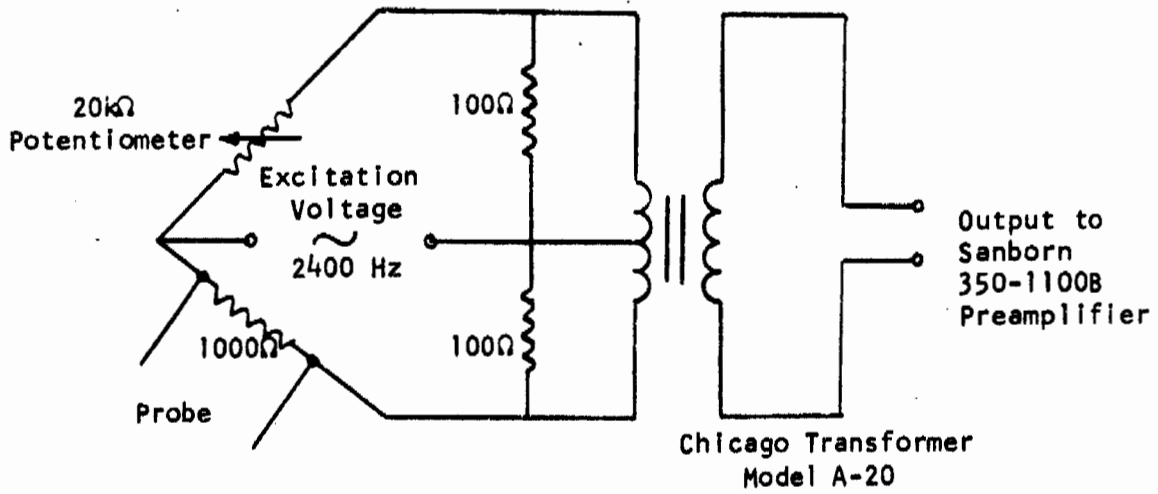 20kΩ
Potentiometer
100Ω
Excitation
Voltage
2400 Hz
1000Ω
100Ω
Probe
Output to
Sanborn
350-1100B
Preamplifier
Chicago Transformer
Model A-20